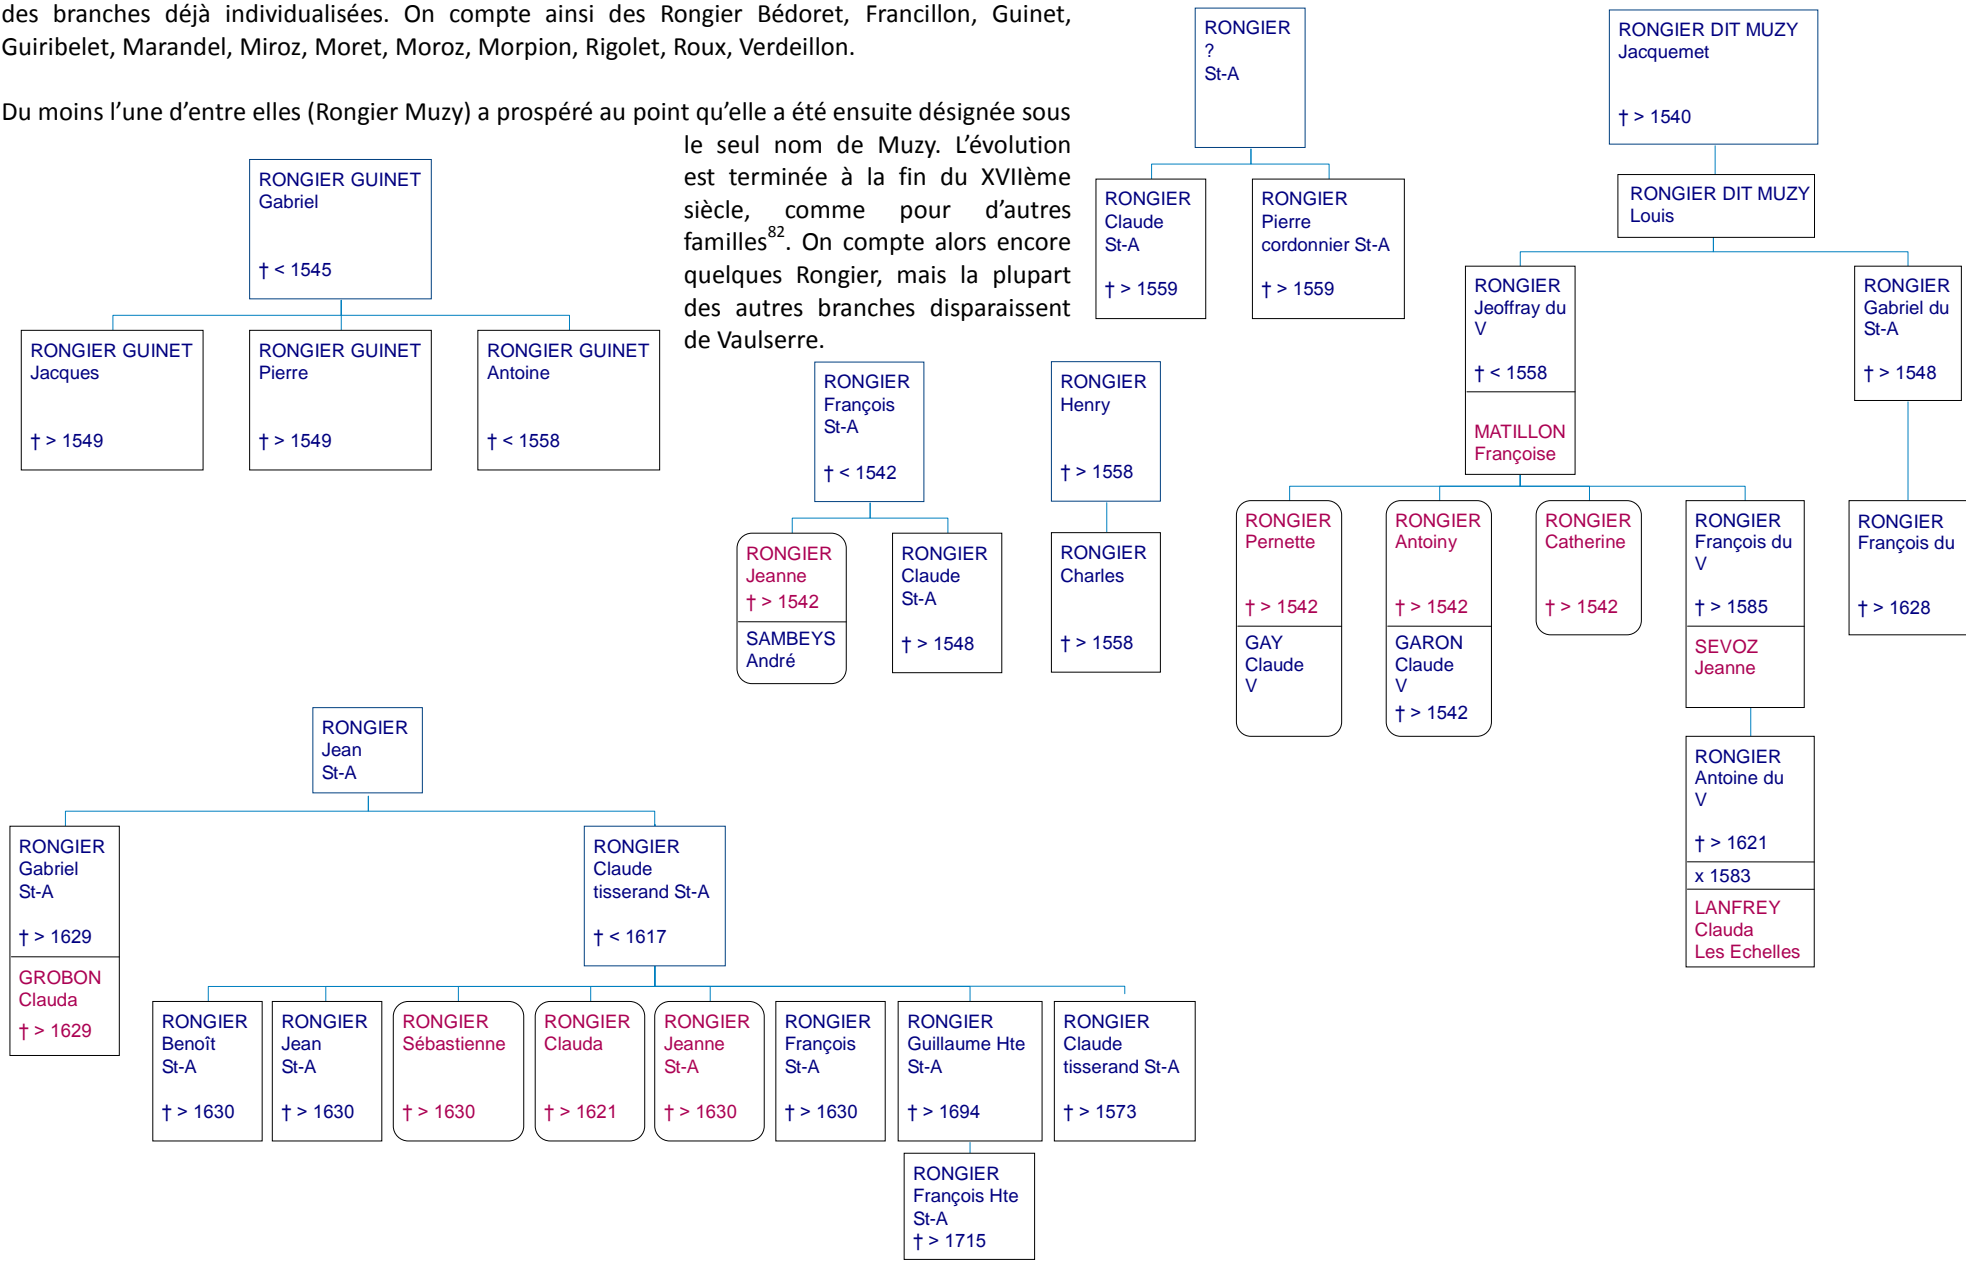 des branches déjà individualisées. On compte ainsi des Rongier Bédoret, Francillon, Guinet,
Guiribelet, Marandel, Miroz, Moret, Moroz, Morpion, Rigolet, Roux, Verdeillon.
Du moins l’une d’entre elles (Rongier Muzy) a prospéré au point qu’elle a été ensuite désignée sous
le seul nom de Muzy. L’évolution
est terminée à la fin du XVIIème
siècle, comme pour d’autres
familles82. On compte alors encore
quelques Rongier, mais la plupart
des autres branches disparaissent
de Vaulserre.
RONGIER GUINET
Gabriel
† < 1545
RONGIER GUINET
Jacques
† > 1549
RONGIER GUINET
Pierre
† > 1549
RONGIER GUINET
Antoine
† < 1558
RONGIER
?
St-A
RONGIER
Claude
St-A
† > 1559
RONGIER
Pierre
cordonnier St-A
† > 1559
RONGIER DIT MUZY
Jacquemet
† > 1540
RONGIER DIT MUZY
Louis
RONGIER
Jeoffray du
V
† < 1558
MATILLON
Françoise
RONGIER
Gabriel du
St-A
† > 1548
RONGIER
Pernette
† > 1542
GAY
Claude
V
RONGIER
Antoiny
† > 1542
GARON
Claude
V
† > 1542
RONGIER
Catherine
† > 1542
RONGIER
François du
V
† > 1585
SEVOZ
Jeanne
RONGIER
François du
† > 1628
RONGIER
Antoine du
V
† > 1621
x 1583
LANFREY
Clauda
Les Echelles
RONGIER
François
St-A
† < 1542
RONGIER
Jeanne
† > 1542
SAMBEYS
André
RONGIER
Claude
St-A
† > 1548
RONGIER
Henry
† > 1558
RONGIER
Charles
† > 1558
RONGIER
Jean
St-A
RONGIER
Gabriel
St-A
† > 1629
GROBON
Clauda
† > 1629
RONGIER
Claude
tisserand St-A
† < 1617
RONGIER
Benoît
St-A
† > 1630
RONGIER
Jean
St-A
† > 1630
RONGIER
Sébastienne
† > 1630
RONGIER
Clauda
† > 1621
RONGIER
Jeanne
St-A
† > 1630
RONGIER
François
St-A
† > 1630
RONGIER
Guillaume Hte
St-A
† > 1694
RONGIER
Claude
tisserand St-A
† > 1573
RONGIER
François Hte
St-A
† > 1715